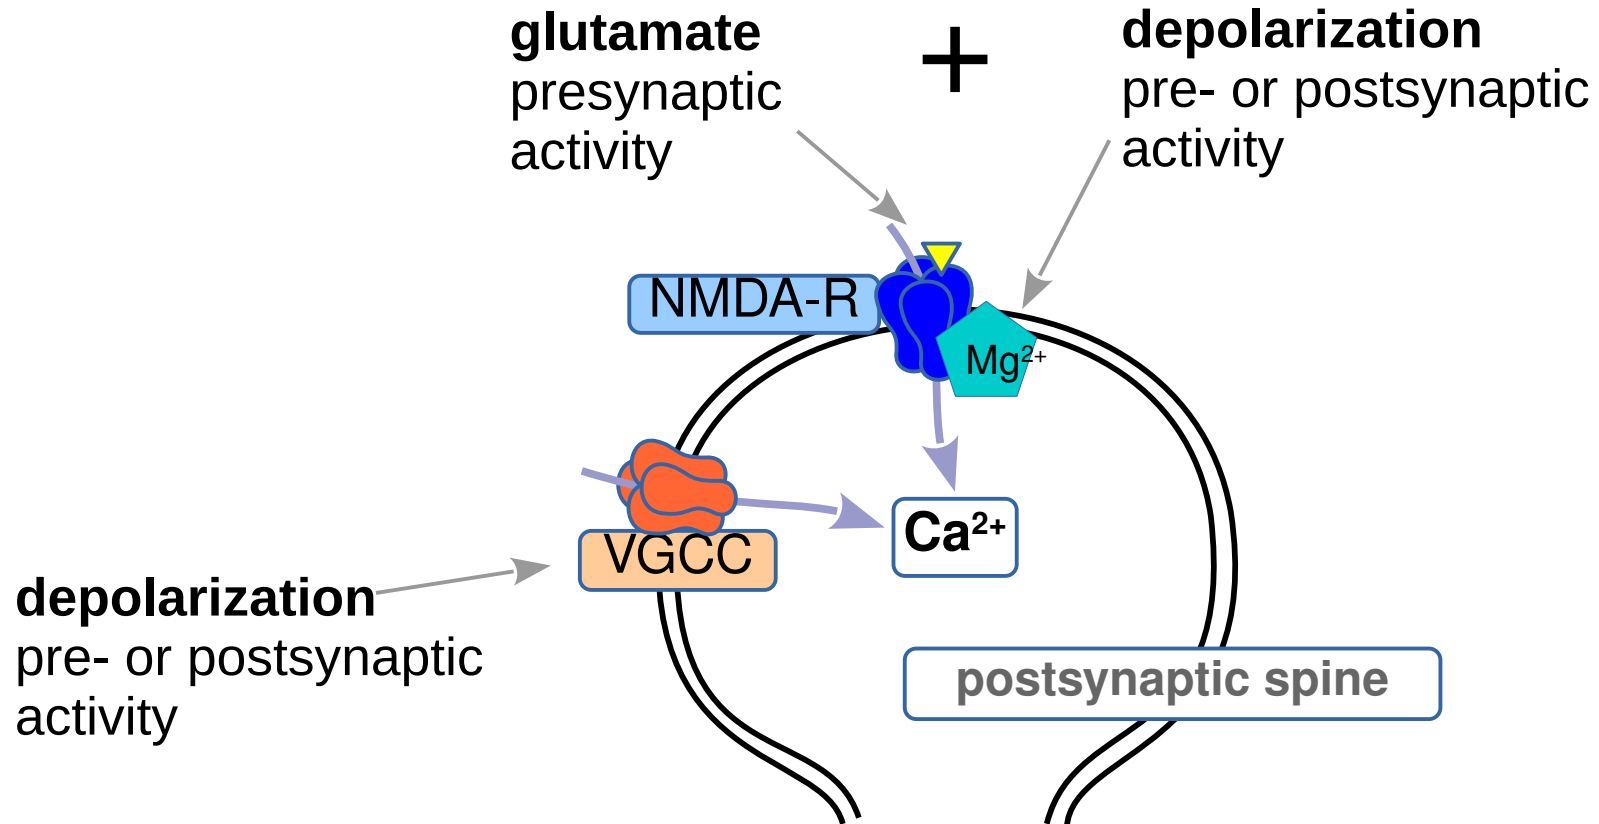 glutamate
presynaptic
activity
+
depolarization
pre- or postsynaptic
activity
NMDA-R
Mg²⁺
VGCC
Ca²⁺
depolarization
pre- or postsynaptic
activity
postsynaptic spine